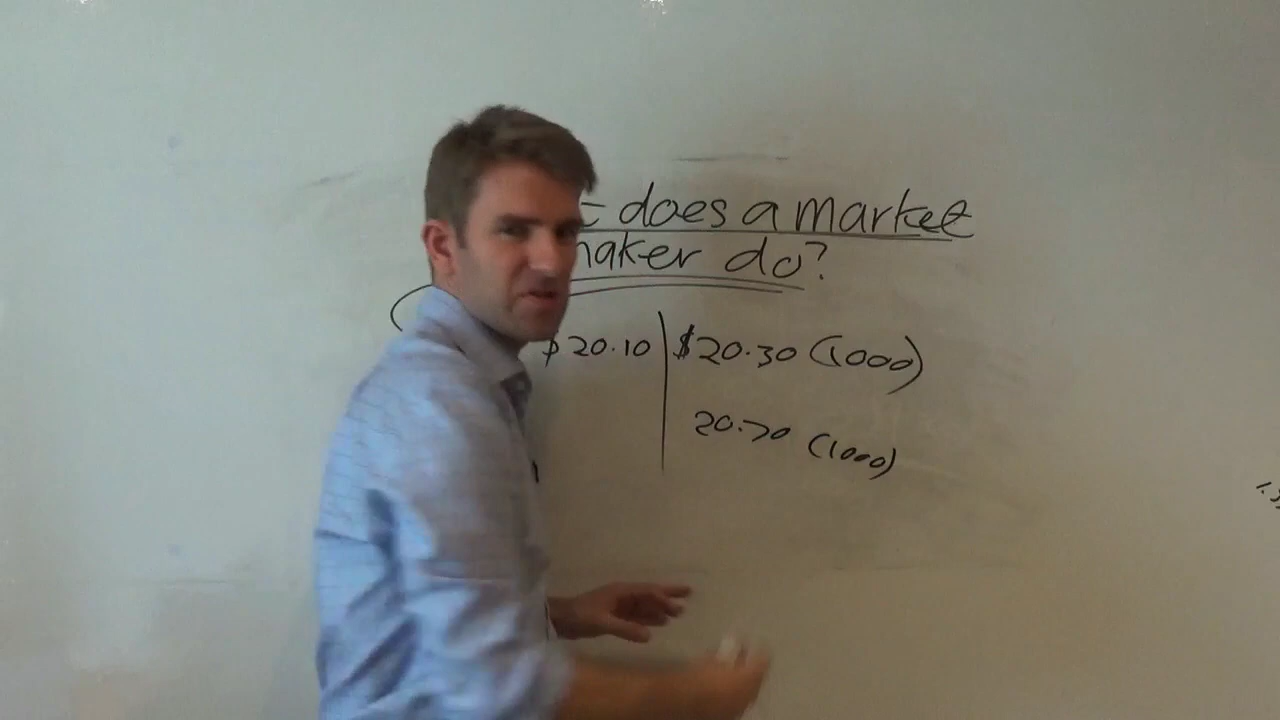 does a market
maker do?
$20.10 $20.30 (1000)
20.70 (1000)